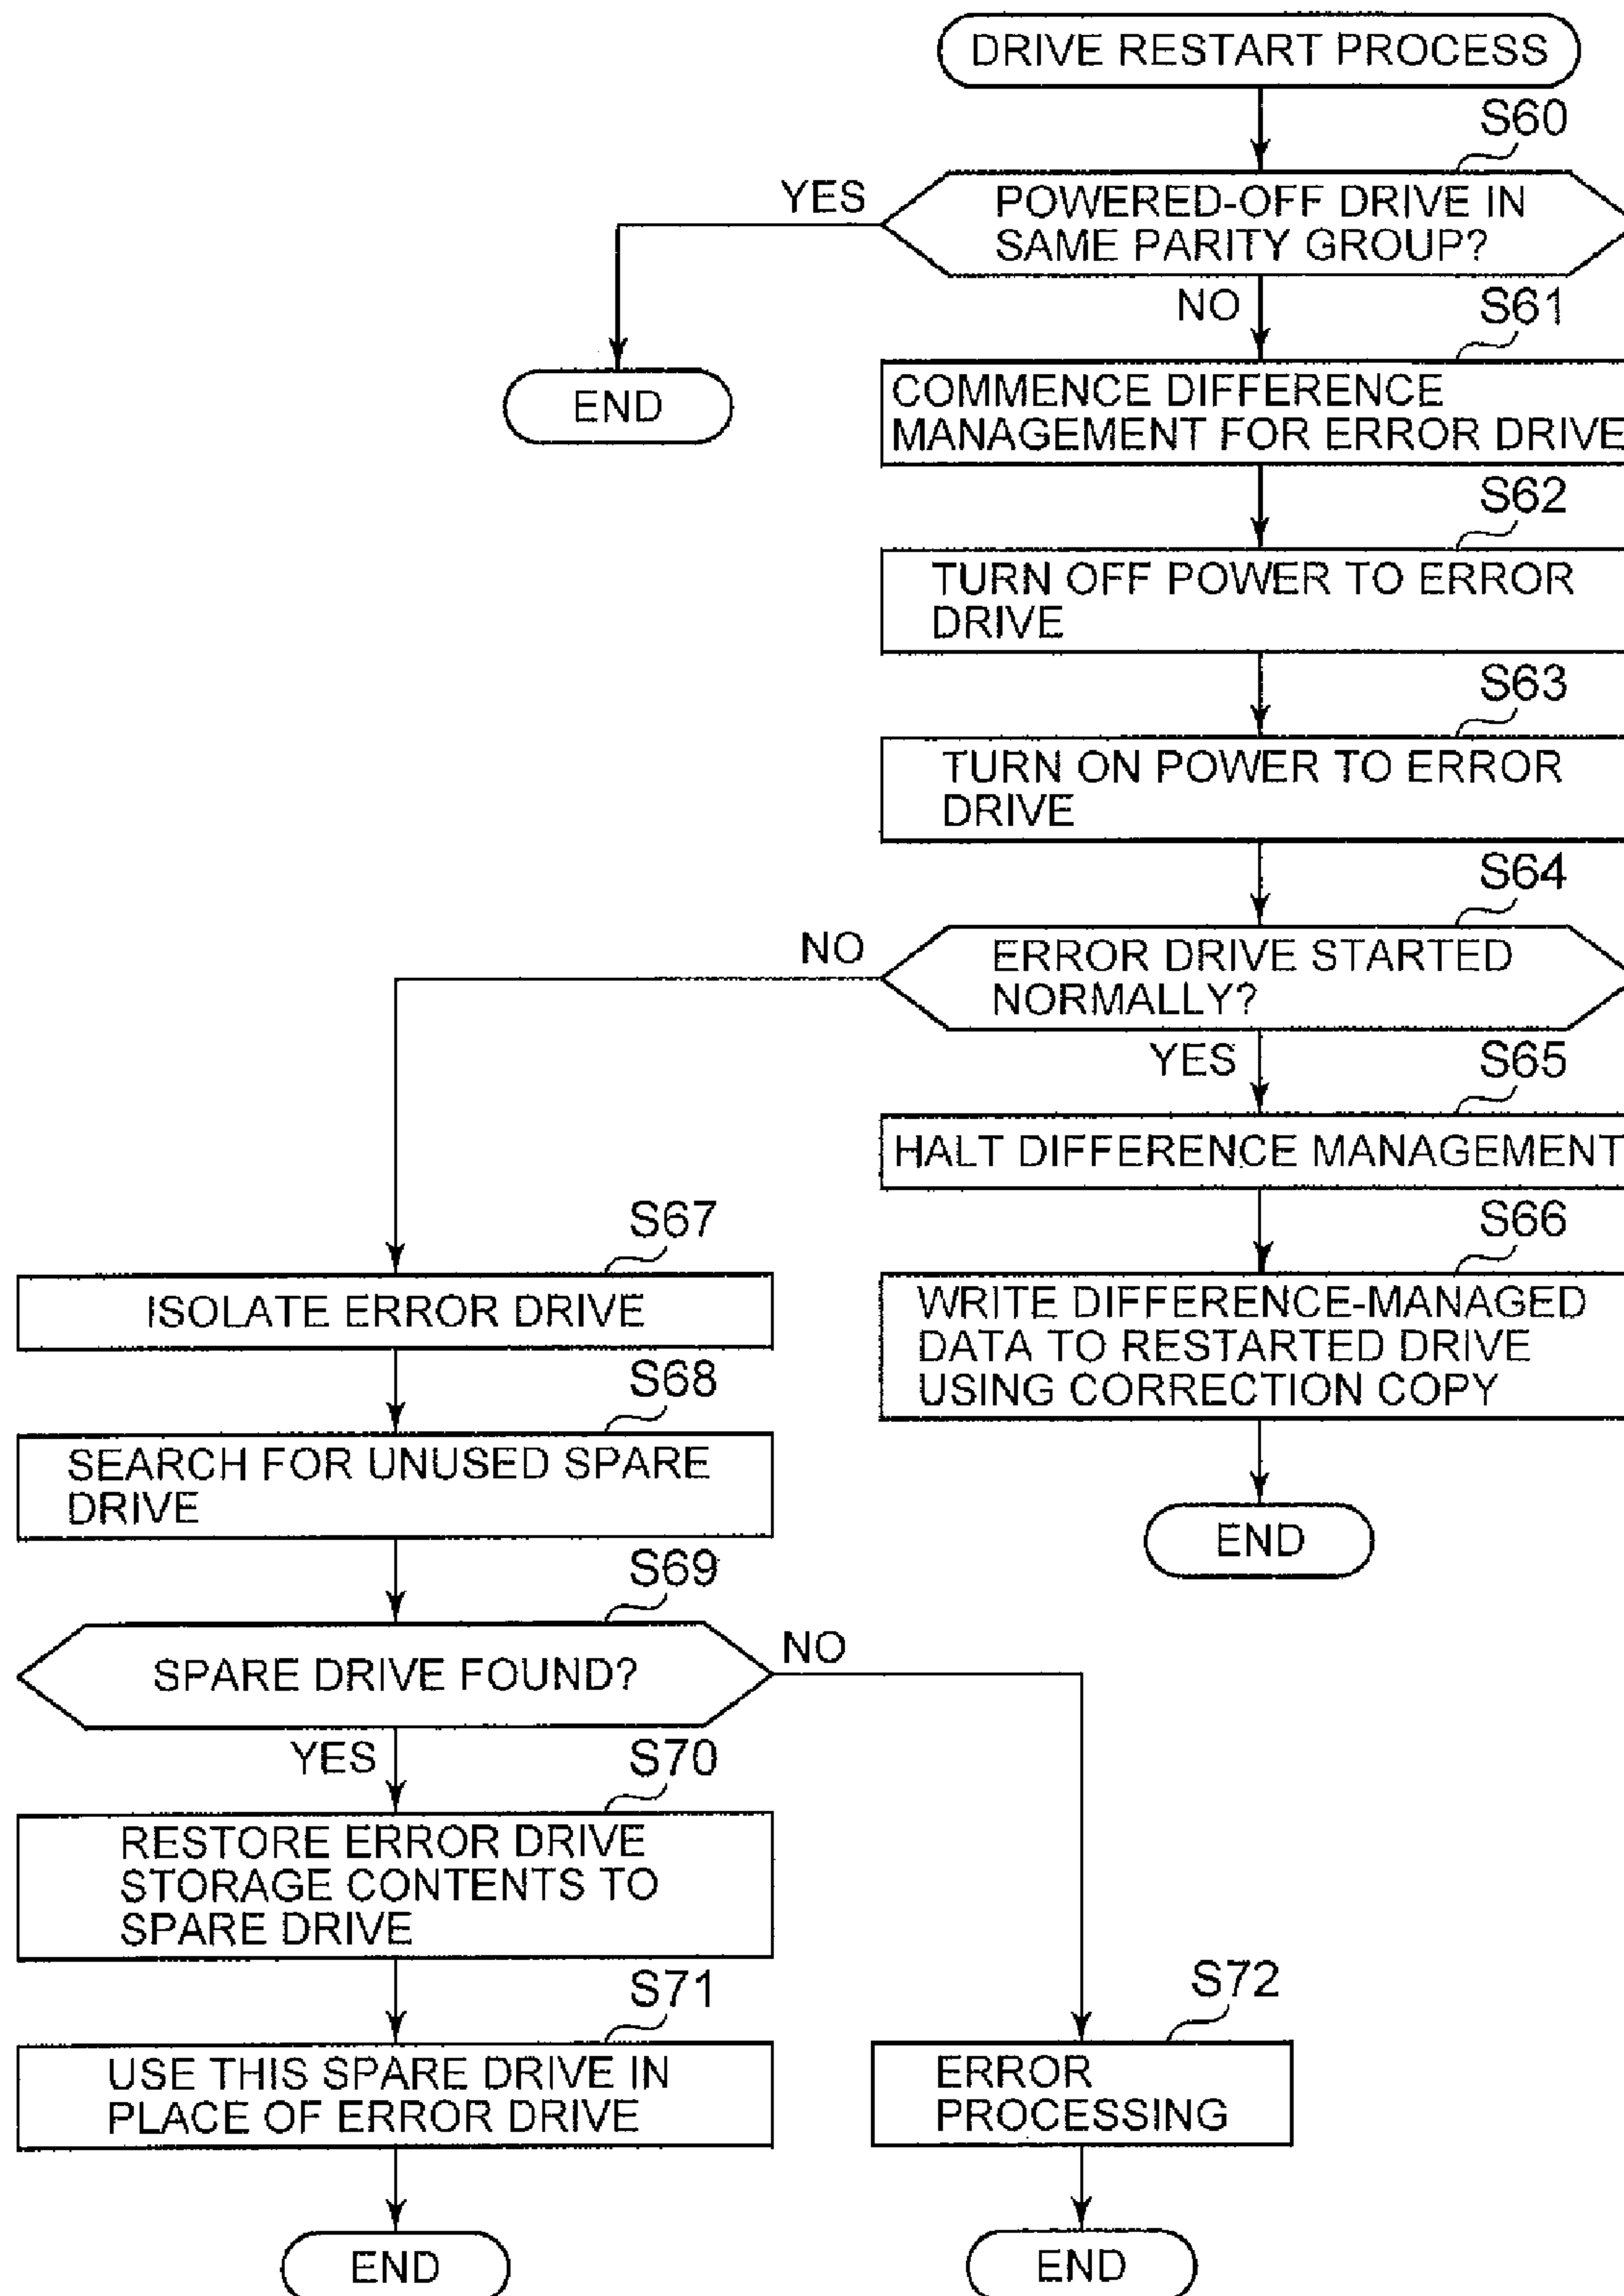 DRIVE RESTART PROCESS
S60
YES
POWERED-OFF DRIVE IN
SAME PARITY GROUP?
NO
S61
END
COMMENCE DIFFERENCE
MANAGEMENT FOR ERROR DRIVE
S62
TURN OFF POWER TO ERROR
DRIVE
S63
TURN ON POWER TO ERROR
DRIVE
S64
NO
ERROR DRIVE STARTED
NORMALLY?
YES
S65
HALT DIFFERENCE MANAGEMENT
S66
WRITE DIFFERENCE-MANAGED
DATA TO RESTARTED DRIVE
USING CORRECTION COPY
END
S67
ISOLATE ERROR DRIVE
S68
SEARCH FOR UNUSED SPARE
DRIVE
S69
SPARE DRIVE FOUND?
NO
YES
S70
RESTORE ERROR DRIVE
STORAGE CONTENTS TO
SPARE DRIVE
S71
USE THIS SPARE DRIVE IN
PLACE OF ERROR DRIVE
END
S72
ERROR
PROCESSING
END